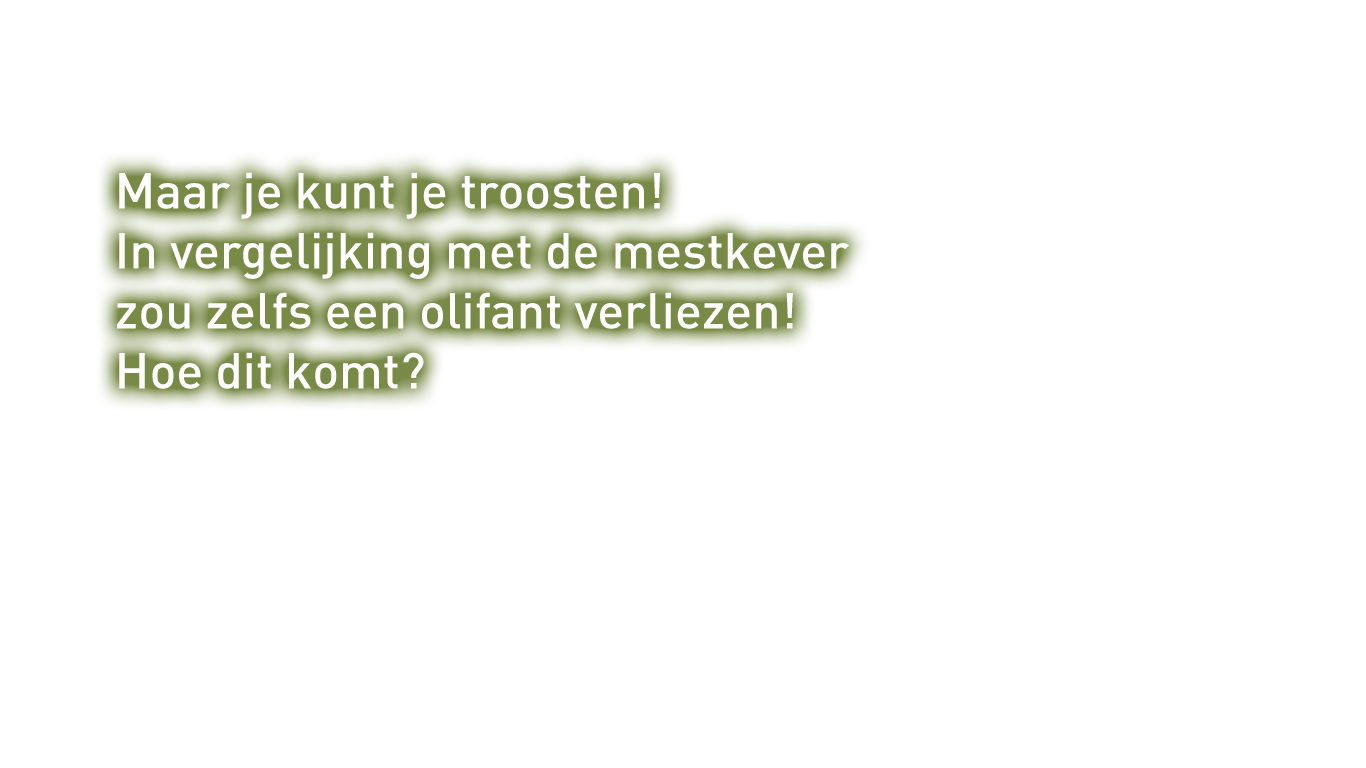 Maar je kunt je troosten!
In vergelijking met de mestkever
zou zelfs een olifant verliezen!
Hoe dit komt?